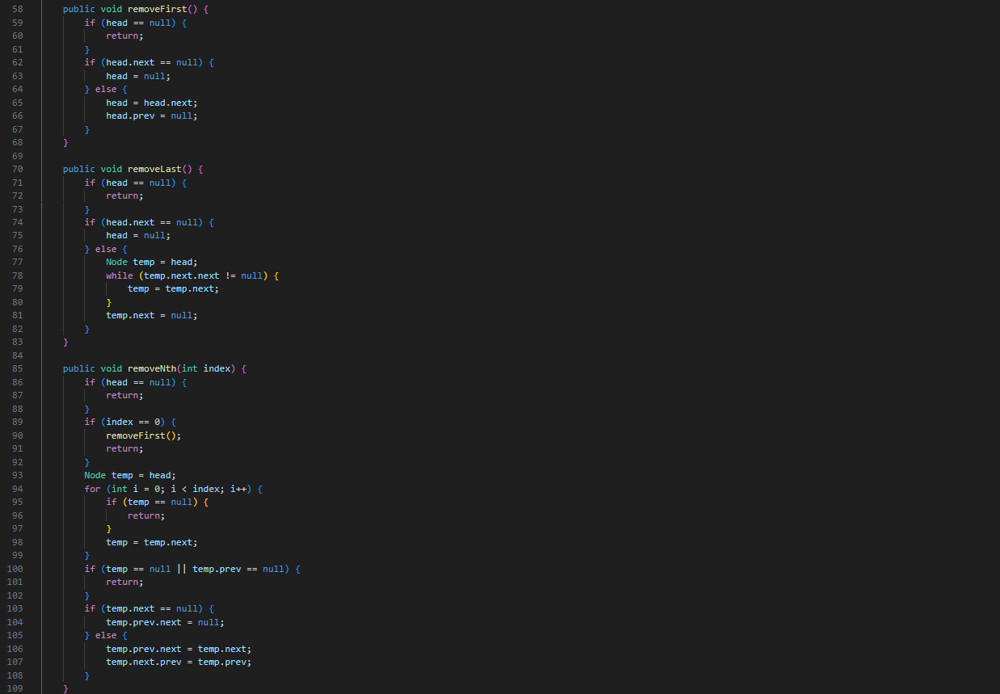 58 public void removeFirst() {
59 if (head == null) {
60 return;
61 }
62 if (head.next == null) {
63 head = null;
64 } else {
65 head = head.next;
66 head.prev = null;
67 }
68 }
69
70 public void removeLast() {
71 if (head == null) {
72 return;
73 }
74 if (head.next == null) {
75 head = null;
76 } else {
77 Node temp = head;
78 while (temp.next.next != null) {
79 temp = temp.next;
80 }
81 temp.next = null;
82 }
83 }
84
85 public void removeNth(int index) {
86 if (head == null) {
87 return;
88 }
89 if (index == 0) {
90 removeFirst();
91 return;
92 }
93 Node temp = head;
94 for (int i = 0; i < index; i++) {
95 if (temp == null) {
96 return;
97 }
98 temp = temp.next;
99 }
100 if (temp == null || temp.prev == null) {
101 return;
102 }
103 if (temp.next == null) {
104 temp.prev.next = null;
105 } else {
106 temp.prev.next = temp.next;
107 temp.next.prev = temp.prev;
108 }
109 }